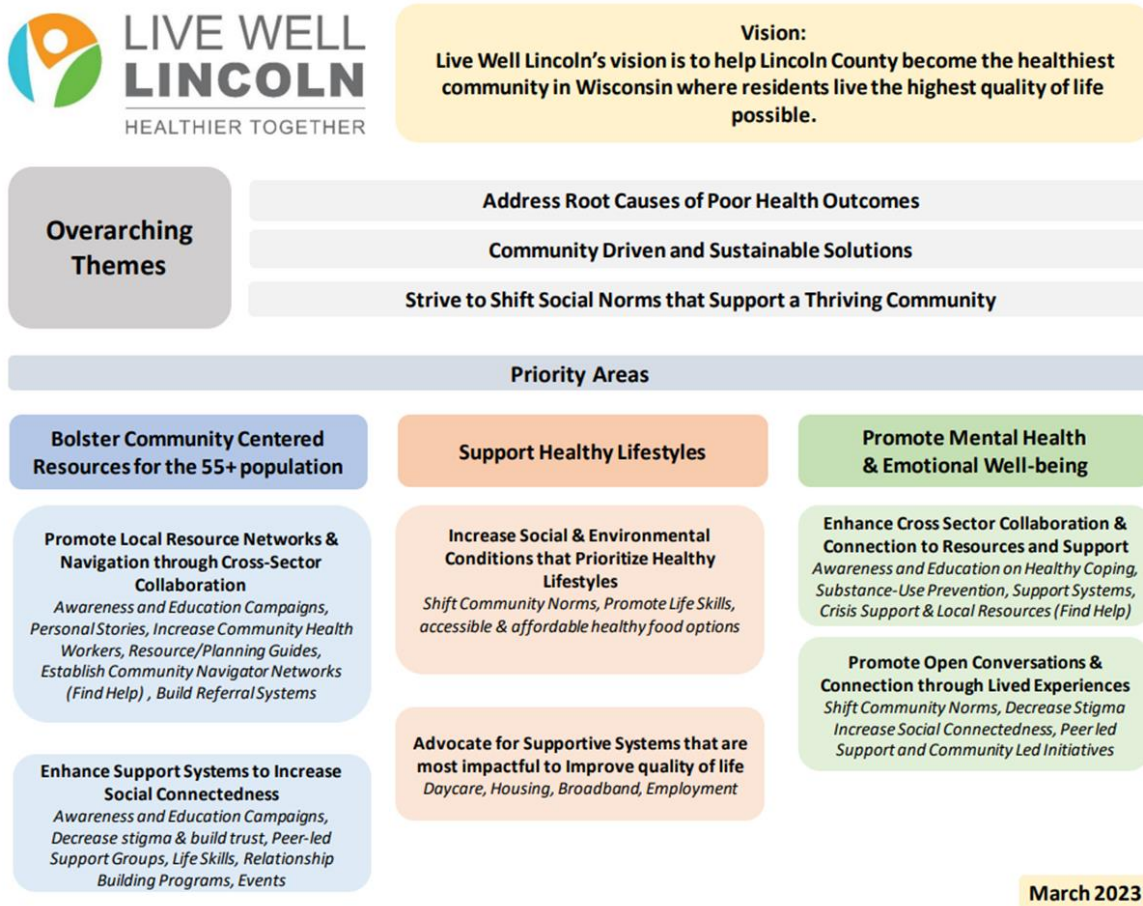 LIVE WELL
LINCOLN
HEALTHIER TOGETHER
Vision:
Live Well Lincoln's vision is to help Lincoln County become the healthiest
community in Wisconsin where residents live the highest quality of life
possible.
Overarching
Themes
Address Root Causes of Poor Health Outcomes
Community Driven and Sustainable Solutions
Strive to Shift Social Norms that Support a Thriving Community
Priority Areas
Bolster Community Centered
Resources for the 55+ population
Promote Local Resource Networks &
Navigation through Cross-Sector
Collaboration
Awareness and Education Campaigns,
Personal Stories, Increase Community Health
Workers, Resource/Planning Guides,
Establish Community Navigator Networks
(Find Help) , Build Referral Systems
Enhance Support Systems to Increase
Social Connectedness
Awareness and Education Campaigns,
Decrease stigma & build trust, Peer-led
Support Groups, Life Skills, Relationship
Building Programs, Events
Support Healthy Lifestyles
Increase Social & Environmental
Conditions that Prioritize Healthy
Lifestyles
Shift Community Norms, Promote Life Skills,
accessible & affordable healthy food options
Advocate for Supportive Systems that are
most impactful to Improve quality of life
Daycare, Housing, Broadband, Employment
Promote Mental Health
& Emotional Well-being
Enhance Cross Sector Collaboration &
Connection to Resources and Support
Awareness and Education on Healthy Coping,
Substance-Use Prevention, Support Systems,
Crisis Support & Local Resources (Find Help)
Promote Open Conversations &
Connection through Lived Experiences
Shift Community Norms, Decrease Stigma
Increase Social Connectedness, Peer led
Support and Community Led Initiatives
March 2023